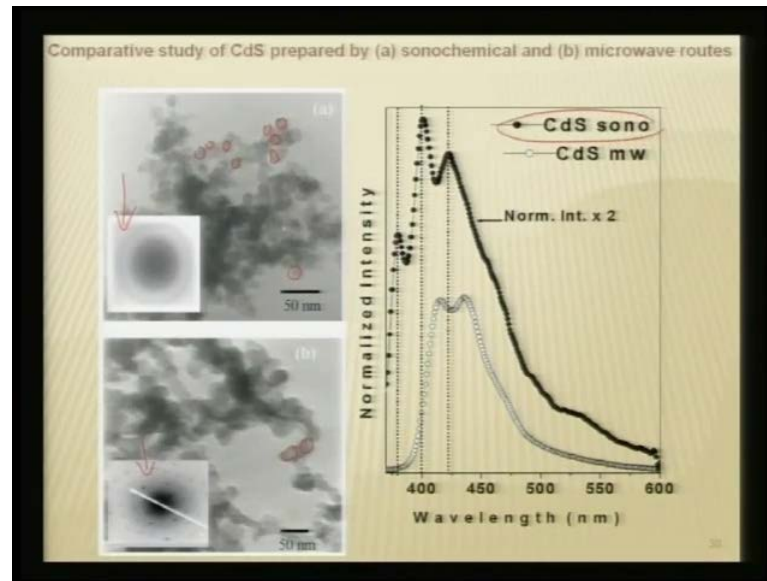 Comparative study of CdS prepared by (a) sonochemical and (b) microwave routes
(a)
50 nm
(b)
50 nm
CdS sono
CdS mw
Norm. Int. x 2
Normalized Intensity
400 450 500 550 600
Wavelength (nm)